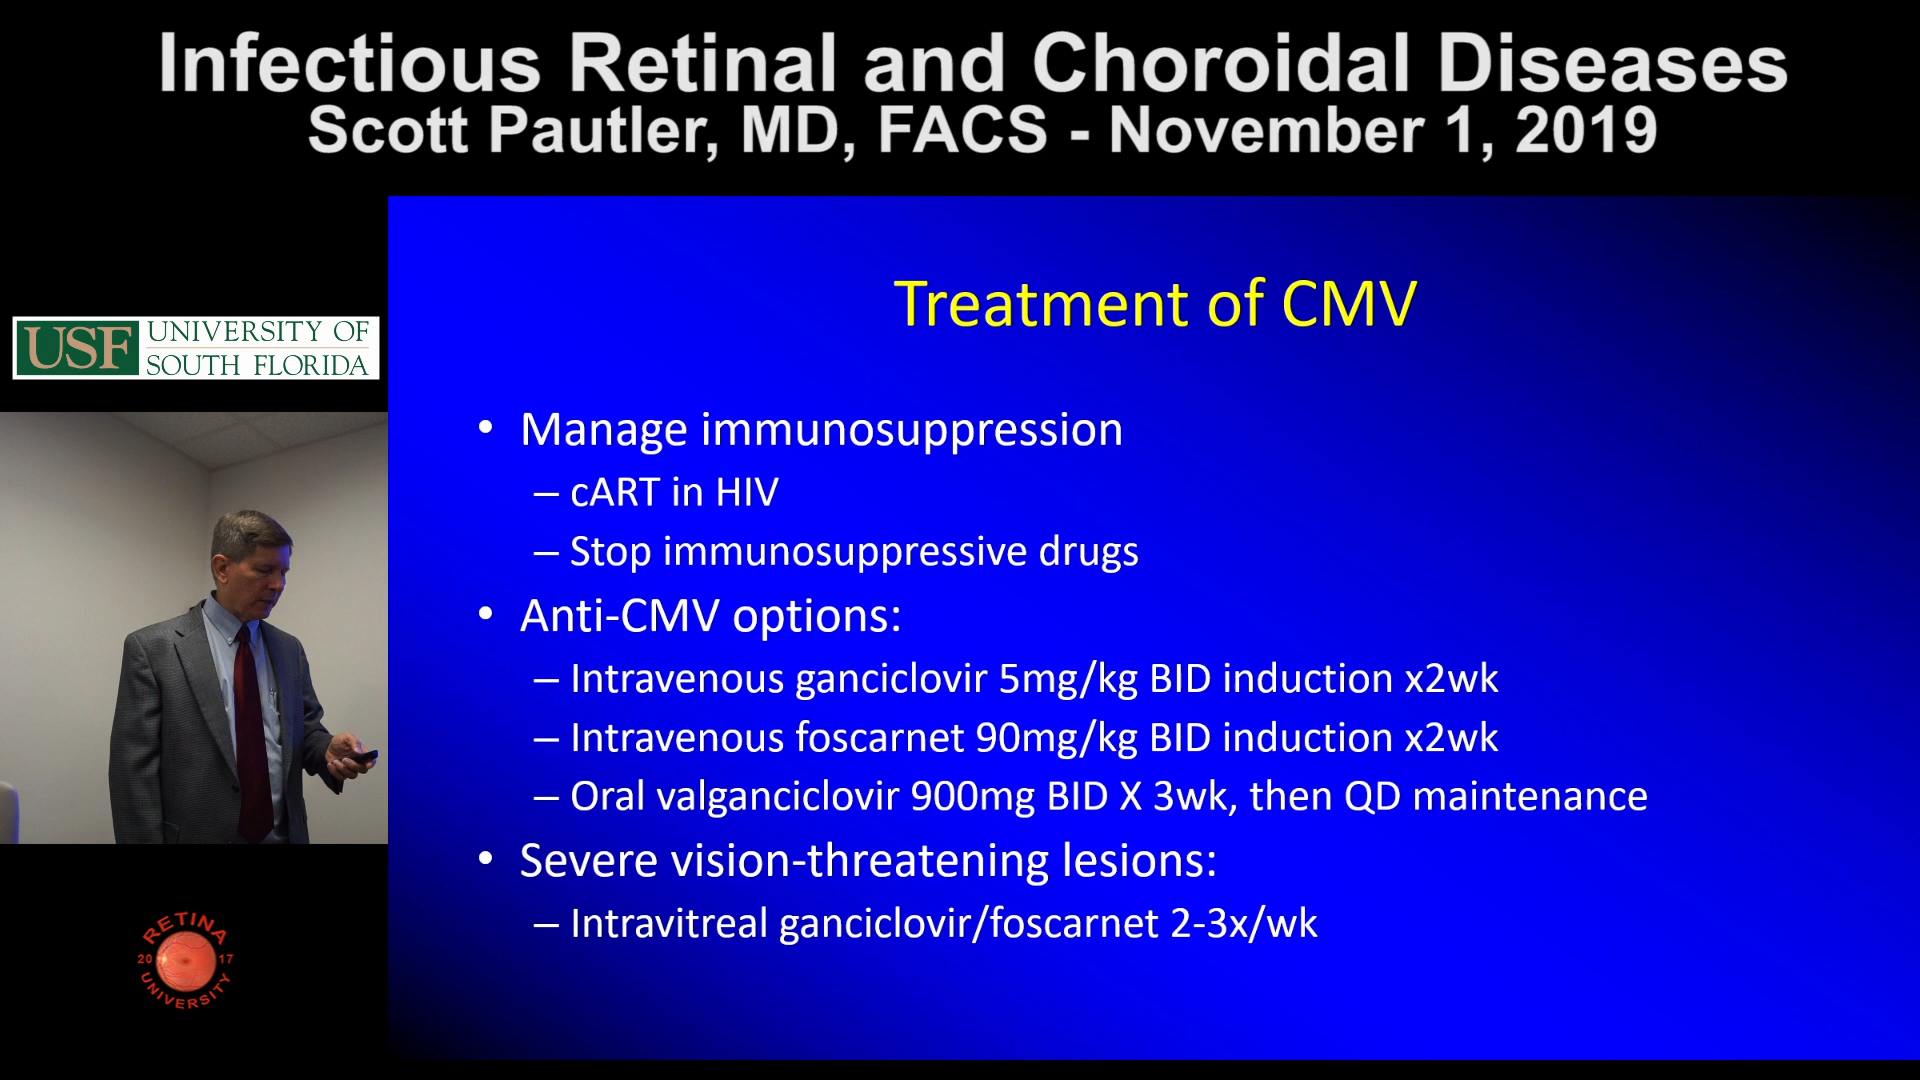 Infectious Retinal and Choroidal Diseases
Scott Pautler, MD, FACS - November 1, 2019
USF UNIVERSITY OF
SOUTH FLORIDA
Treatment of CMV
• Manage immunosuppression
– cART in HIV
– Stop immunosuppressive drugs
• Anti-CMV options:
– Intravenous ganciclovir 5mg/kg BID induction x2wk
– Intravenous foscarnet 90mg/kg BID induction x2wk
– Oral valganciclovir 900mg BID X 3wk, then QD maintenance
• Severe vision-threatening lesions:
– Intravitreal ganciclovir/foscarnet 2-3x/wk
RETINA
20 17
UNIVERSITY